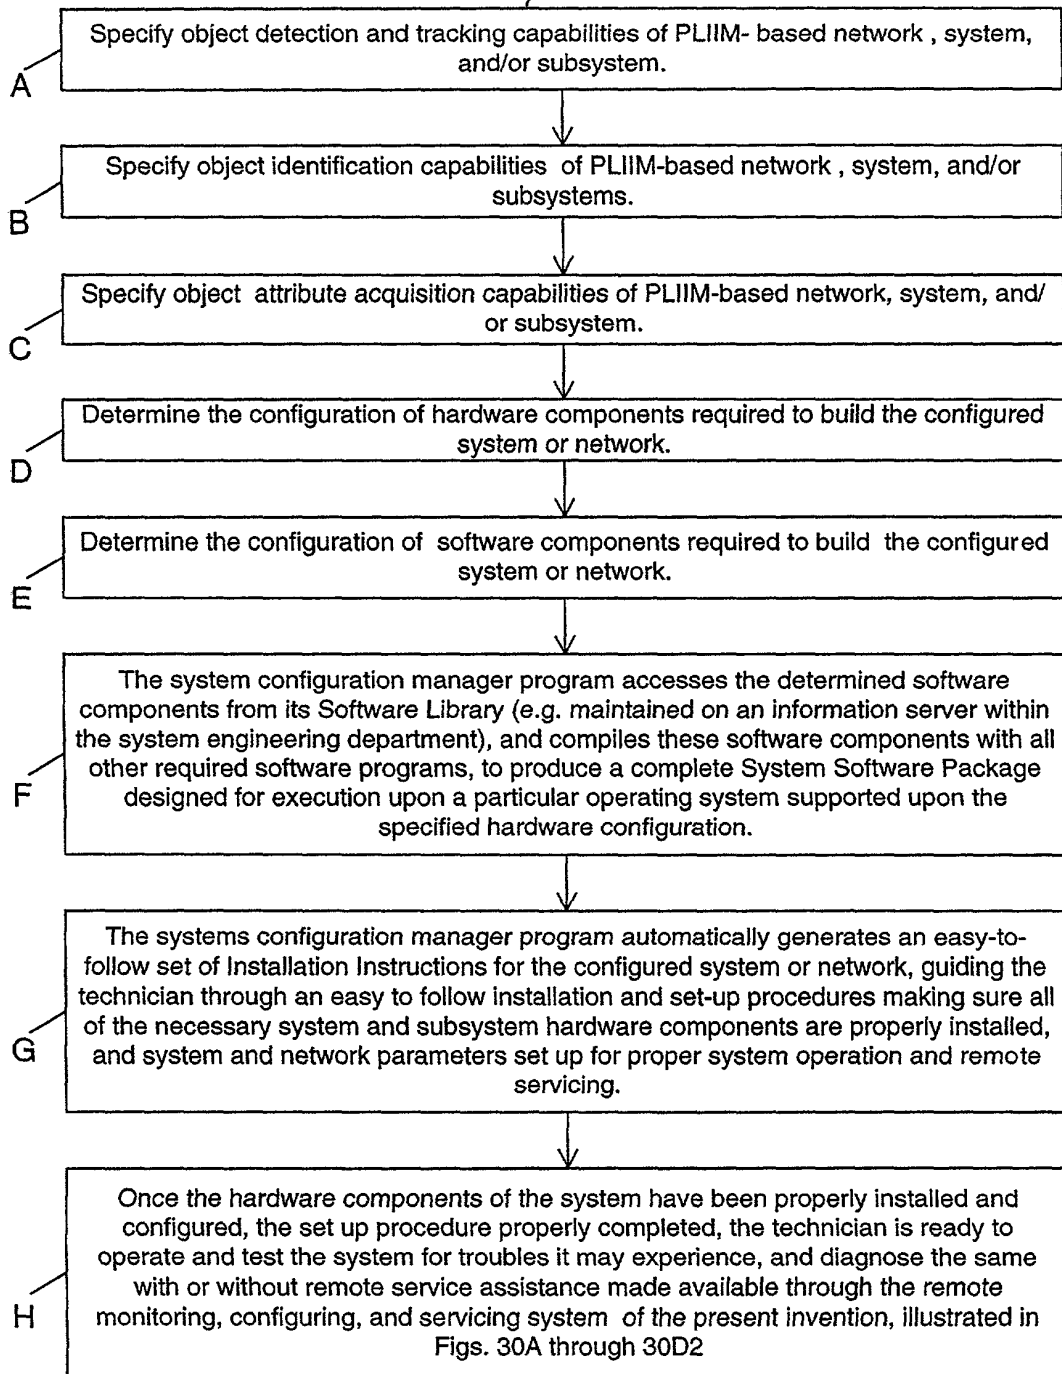 Specify object detection and tracking capabilities of PLIIM- based network , system,
and/or subsystem.
A
Specify object identification capabilities of PLIIM-based network , system, and/or
subsystems.
B
Specify object attribute acquisition capabilities of PLIIM-based network, system, and/
or subsystem.
C
Determine the configuration of hardware components required to build the configured
system or network.
D
Determine the configuration of software components required to build the configured
system or network.
E
The system configuration manager program accesses the determined software
components from its Software Library (e.g. maintained on an information server within
the system engineering department), and compiles these software components with all
other required software programs, to produce a complete System Software Package
designed for execution upon a particular operating system supported upon the
specified hardware configuration.
F
The systems configuration manager program automatically generates an easy-to-
follow set of Installation Instructions for the configured system or network, guiding the
technician through an easy to follow installation and set-up procedures making sure all
of the necessary system and subsystem hardware components are properly installed,
and system and network parameters set up for proper system operation and remote
servicing.
G
Once the hardware components of the system have been properly installed and
configured, the set up procedure properly completed, the technician is ready to
operate and test the system for troubles it may experience, and diagnose the same
with or without remote service assistance made available through the remote
monitoring, configuring, and servicing system of the present invention, illustrated in
Figs. 30A through 30D2
H